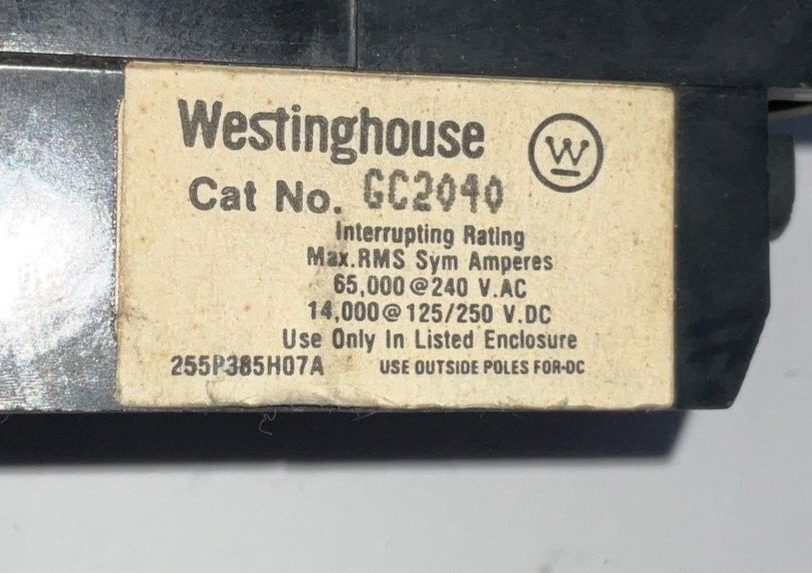 Westinghouse W
Cat No. GC2040
Interrupting Rating
Max.RMS Sym Amperes
65,000@240 V.AC
14,000@125/250 V.DC
Use Only In Listed Enclosure
255P385H07A USE OUTSIDE POLES FOR-DC